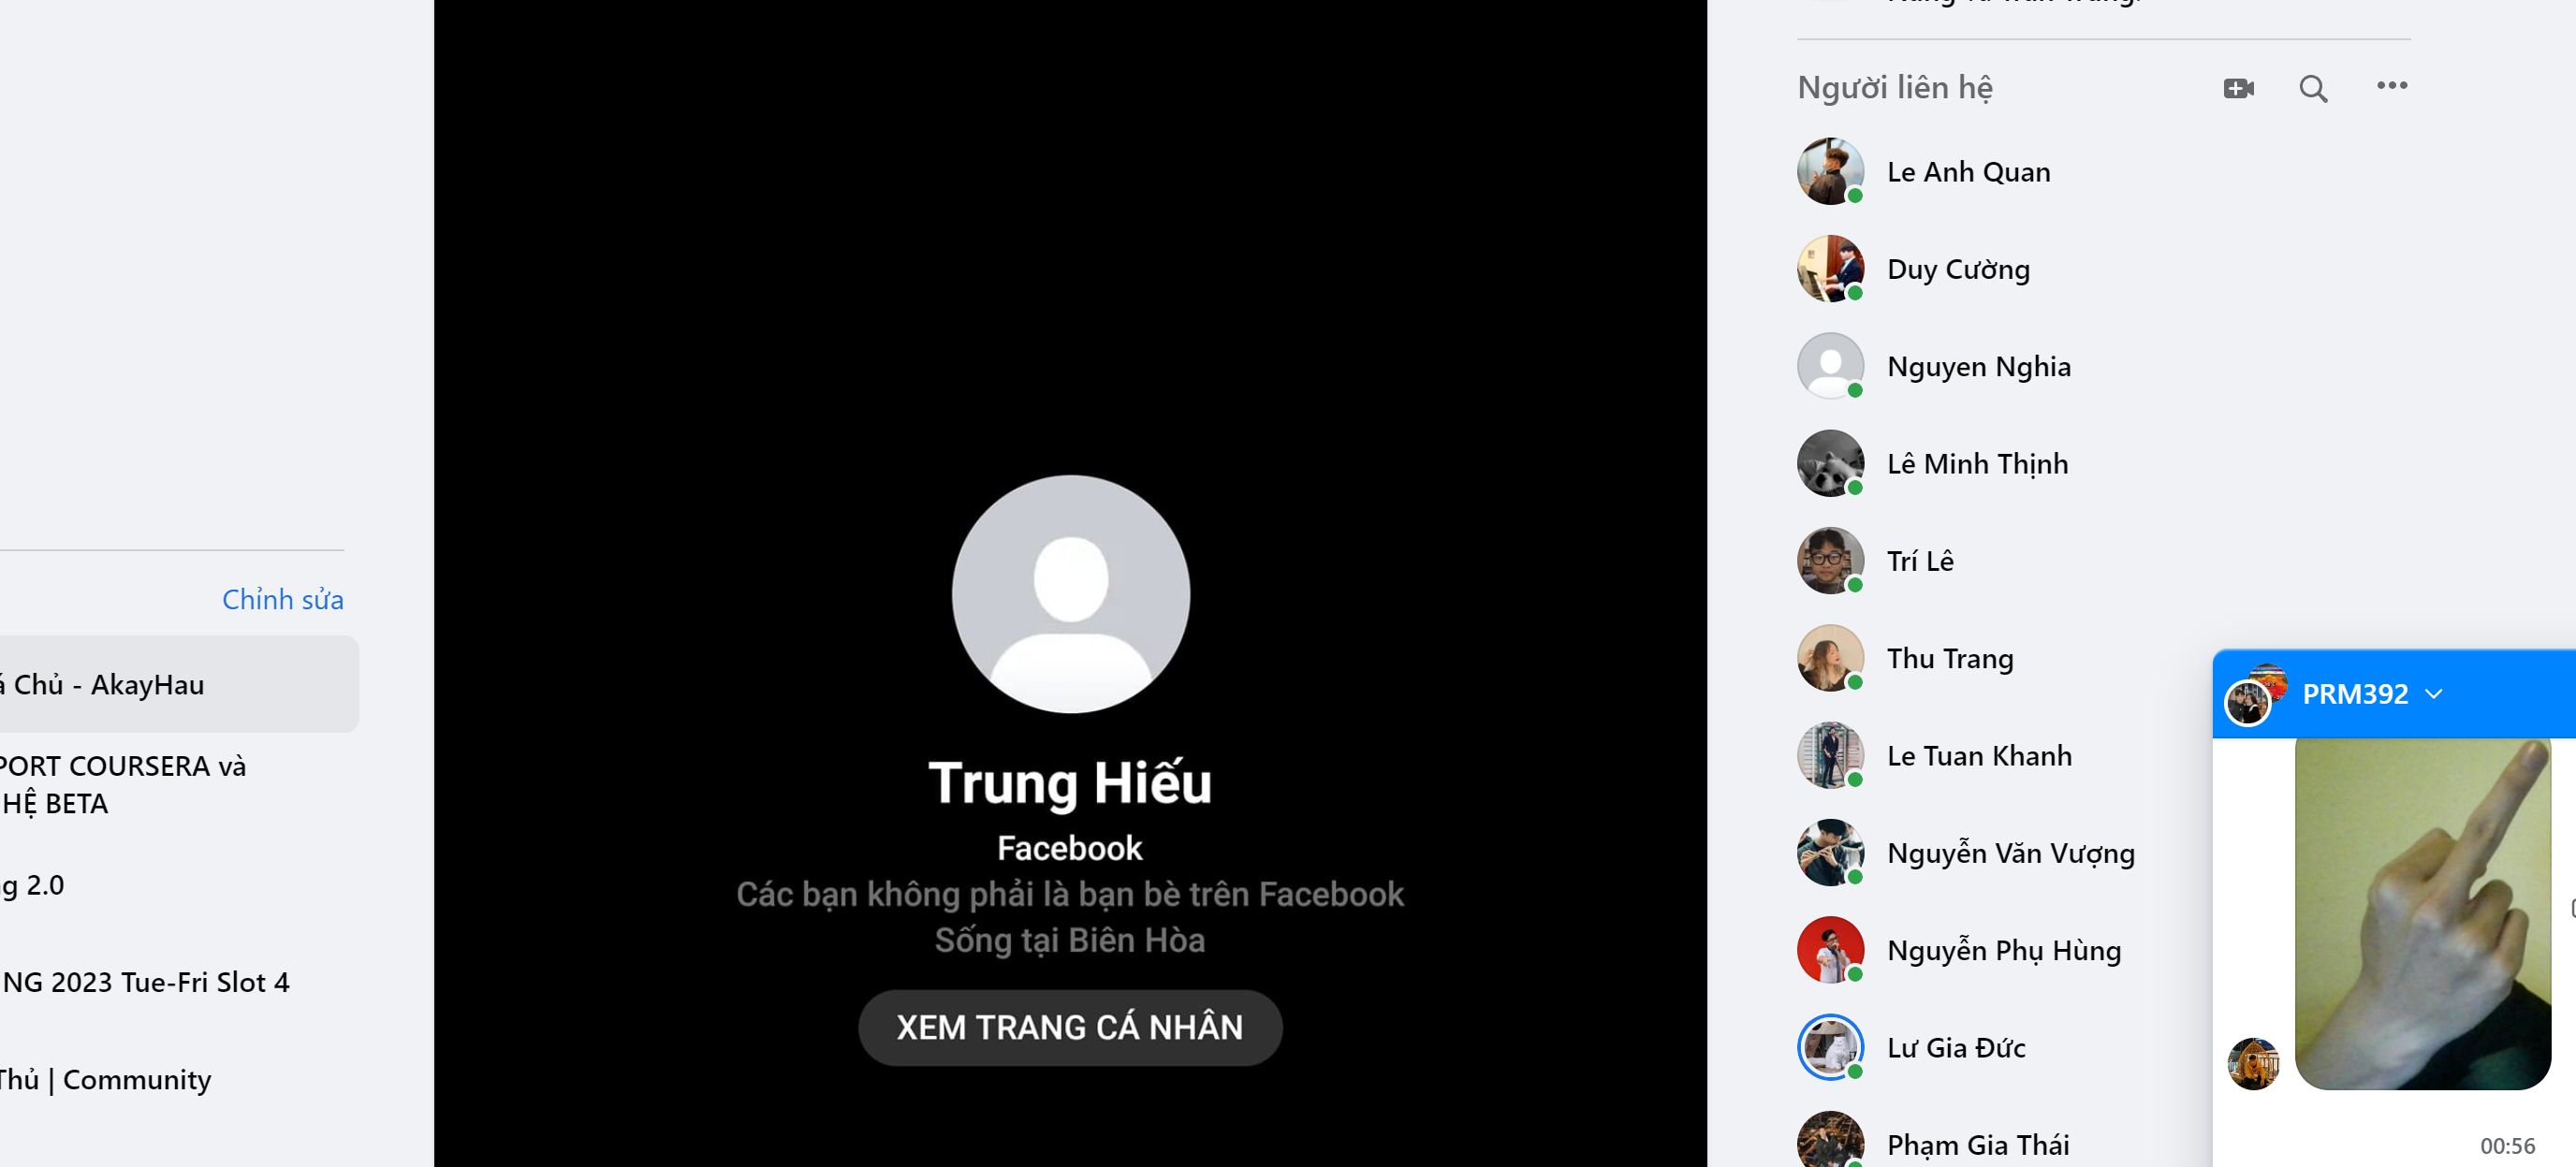 Chỉnh sửa
Chủ - AkayHau
COURSERA và
HỆ BETA
2.0
2023 Tue-Fri Slot 4
Thủ | Community
Trung Hiếu
Facebook
Các bạn không phải là bạn bè trên Facebook
Sống tại Biên Hòa
XEM TRANG CÁ NHÂN
Người liên hệ
Le Anh Quan
Duy Cường
Nguyen Nghia
Lê Minh Thịnh
Trí Lê
Thu Trang
Le Tuan Khanh
Nguyễn Văn Vượng
Nguyễn Phụ Hùng
Lư Gia Đức
Phạm Gia Thái
PRM392
00:56